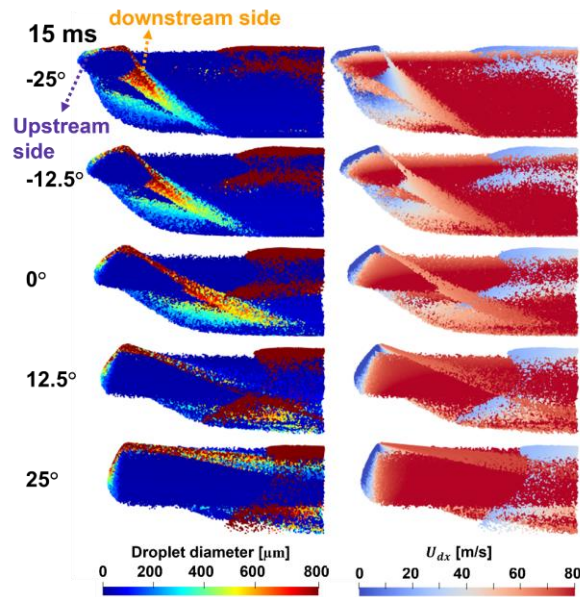 15 ms
downstream side
-25°
Upstream
side
-12.5°
0°
12.5°
25°
Droplet diameter [μm]
0 200 400 600 800
U_dx [m/s]
0 20 40 60 80